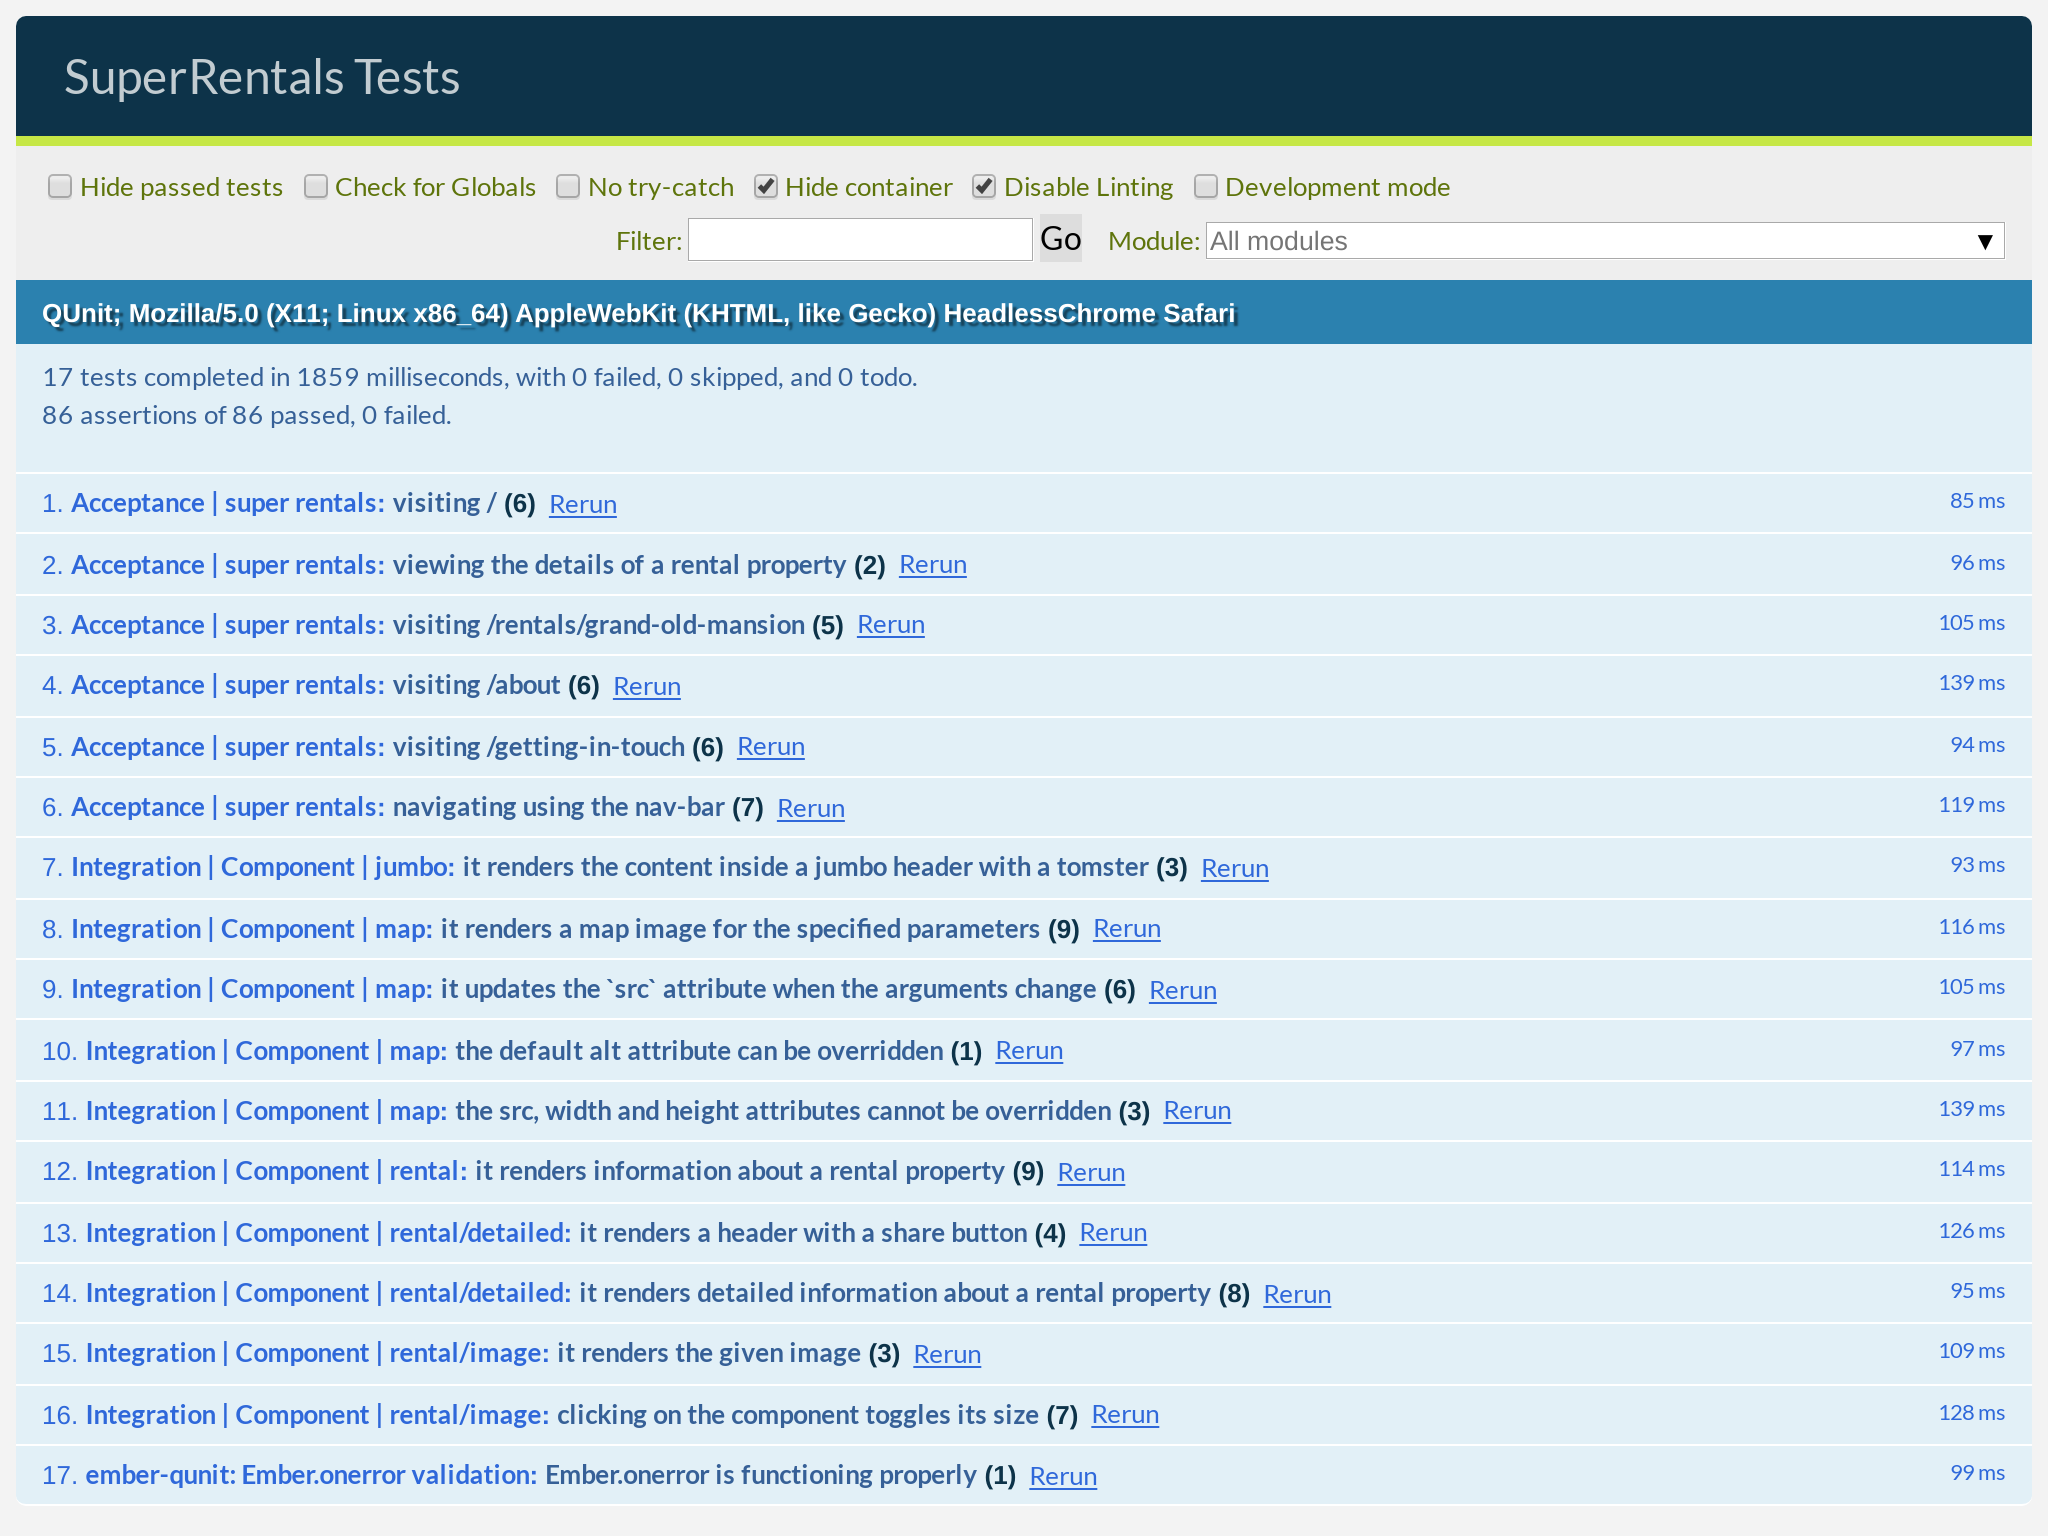 SuperRentals Tests
Hide passed tests Check for Globals No try-catch Hide container Disable Linting Development mode
Filter: Go Module: All modules ▼
QUnit; Mozilla/5.0 (X11; Linux x86_64) AppleWebKit (KHTML, like Gecko) HeadlessChrome Safari
17 tests completed in 1859 milliseconds, with 0 failed, 0 skipped, and 0 todo.
86 assertions of 86 passed, 0 failed.
1. Acceptance | super rentals: visiting / (6) Rerun 85 ms
2. Acceptance | super rentals: viewing the details of a rental property (2) Rerun 96 ms
3. Acceptance | super rentals: visiting /rentals/grand-old-mansion (5) Rerun 105 ms
4. Acceptance | super rentals: visiting /about (6) Rerun 139 ms
5. Acceptance | super rentals: visiting /getting-in-touch (6) Rerun 94 ms
6. Acceptance | super rentals: navigating using the nav-bar (7) Rerun 119 ms
7. Integration | Component | jumbo: it renders the content inside a jumbo header with a tomster (3) Rerun 93 ms
8. Integration | Component | map: it renders a map image for the specified parameters (9) Rerun 116 ms
9. Integration | Component | map: it updates the `src` attribute when the arguments change (6) Rerun 105 ms
10. Integration | Component | map: the default alt attribute can be overridden (1) Rerun 97 ms
11. Integration | Component | map: the src, width and height attributes cannot be overridden (3) Rerun 139 ms
12. Integration | Component | rental: it renders information about a rental property (9) Rerun 114 ms
13. Integration | Component | rental/detailed: it renders a header with a share button (4) Rerun 126 ms
14. Integration | Component | rental/detailed: it renders detailed information about a rental property (8) Rerun 95 ms
15. Integration | Component | rental/image: it renders the given image (3) Rerun 109 ms
16. Integration | Component | rental/image: clicking on the component toggles its size (7) Rerun 128 ms
17. ember-qunit: Ember.onerror validation: Ember.onerror is functioning properly (1) Rerun 99 ms